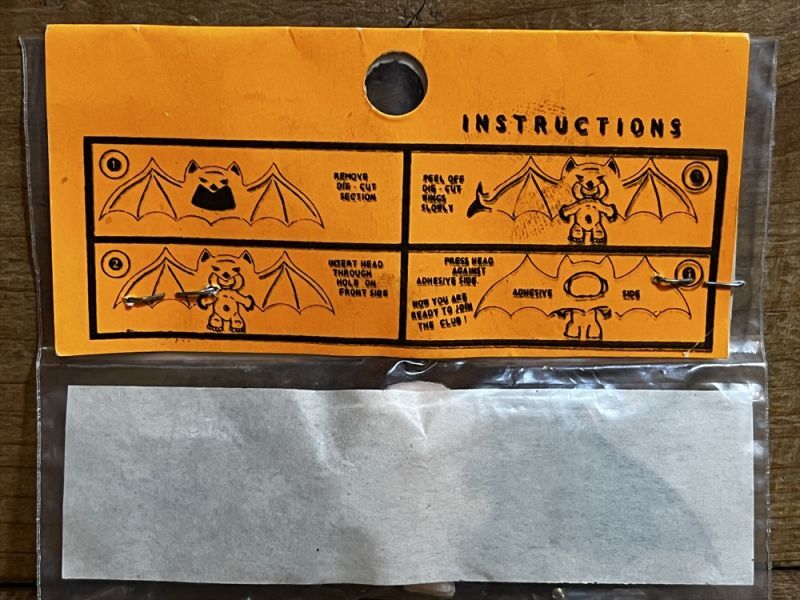 INSTRUCTIONS
1
REMOVE
DIE - CUT
SECTION
2
INSERT HEAD
THROUGH
HOLE ON
FRONT SIDE
PEEL OFF
DIE - CUT
WINGS
SLOWLY
PRESS HEAD
AGAINST
ADHESIVE SIDE.
NOW YOU ARE
READY TO JOIN
THE CLUB!
ADHESIVE SIDE